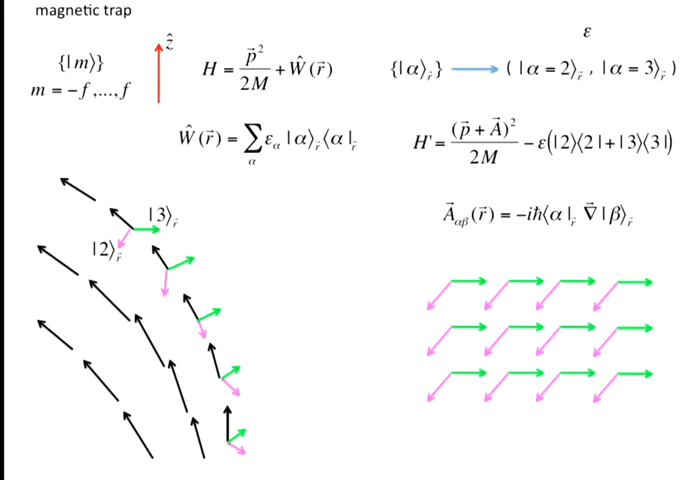 magnetic trap
ε
{|m⟩}
ẑ
H = p⃗²/2M + Ŵ(r⃗)
{|α⟩_r⃗} ⟶ (|α = 2⟩_r⃗, |α = 3⟩_r⃗)
m = −f,...,f
Ŵ(r⃗) = ∑_α ε_α |α⟩_r⃗⟨α|_r⃗
H' = (p⃗ + A⃗)²/2M − ε(|2⟩⟨2| + |3⟩⟨3|)
A⃗_αβ(r⃗) = −iħ⟨α|_r⃗ ∇⃗ |β⟩_r⃗
|3⟩_r⃗
|2⟩_r⃗